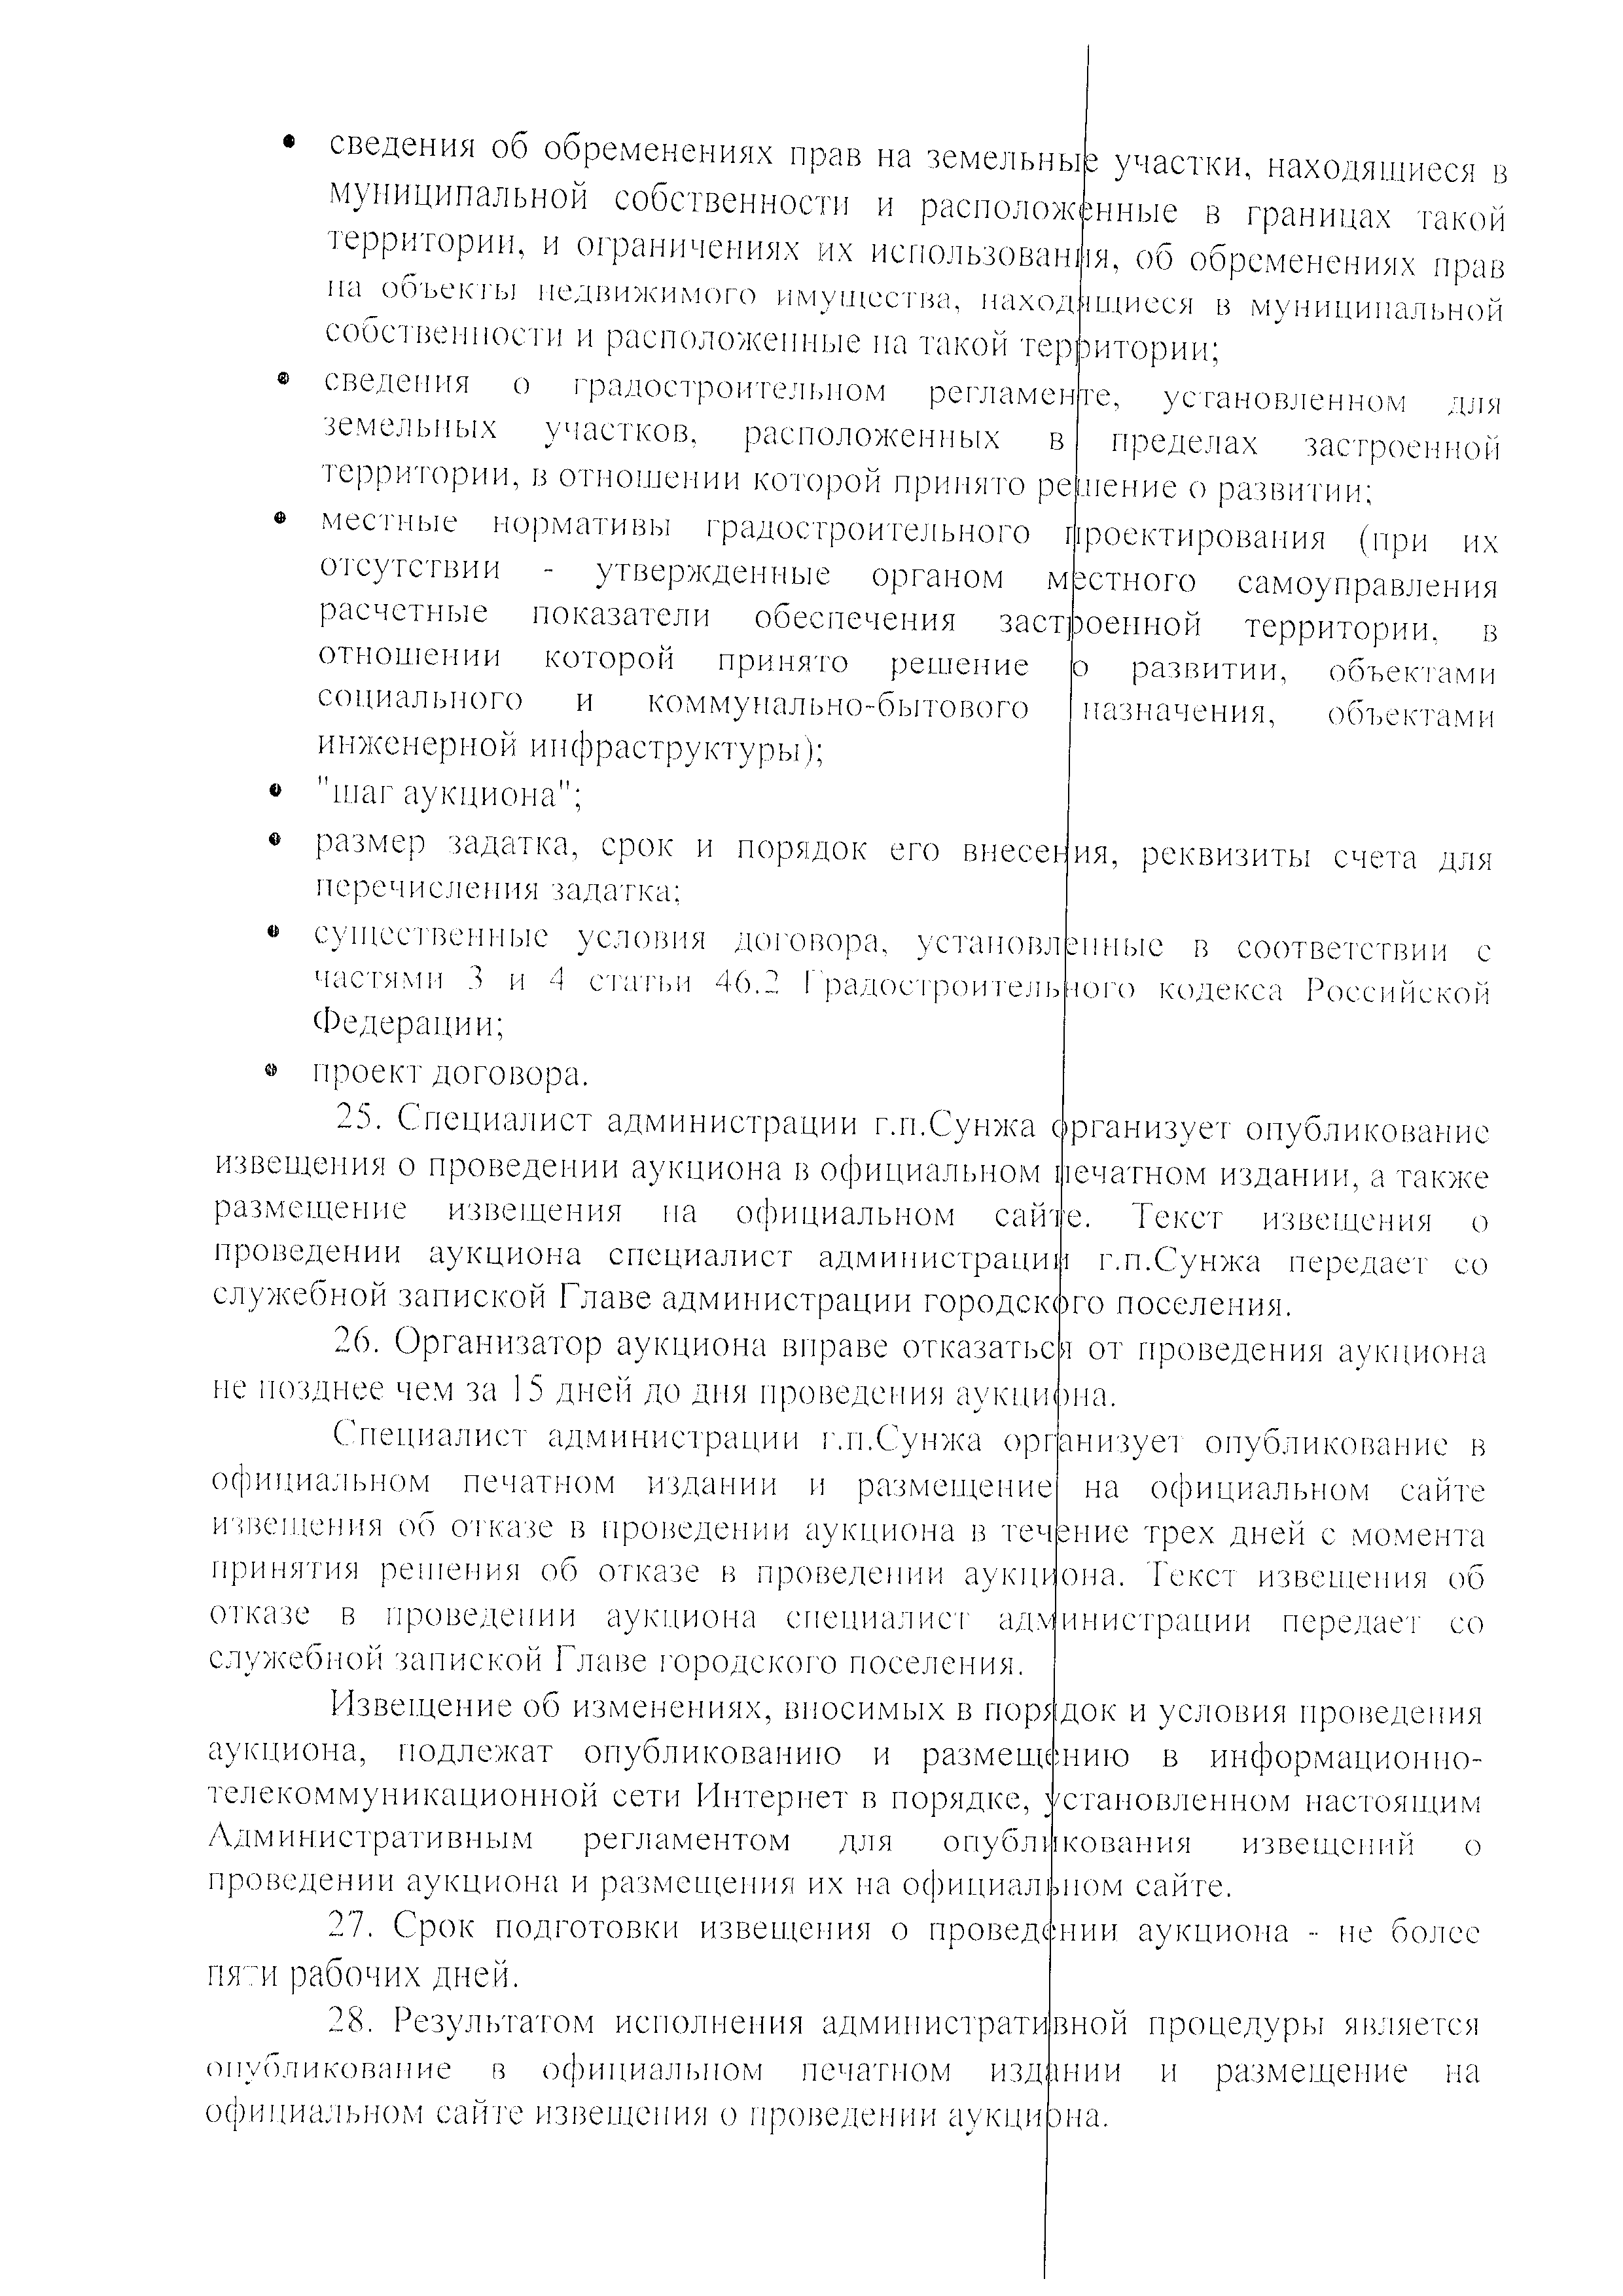 • сведения об обременениях прав на земельные участки, находящиеся в
муниципальной собственности и расположенные в границах такой
территории, и ограничениях их использования, об обременениях прав
на объекты недвижимого имущества, находящиеся в муниципальной
собственности и расположенные на такой территории;
• сведения о градостроительном регламенте, установленном для
земельных участков, расположенных в пределах застроенной
территории, в отношении которой принято решение о развитии;
• местные нормативы градостроительного проектирования (при их
отсутствии - утвержденные органом местного самоуправления
расчетные показатели обеспечения застроенной территории, в
отношении которой принято решение о развитии, объектами
социального и коммунально-бытового назначения, объектами
инженерной инфраструктуры);
• "шаг аукциона";
• размер задатка, срок и порядок его внесения, реквизиты счета для
перечисления задатка;
• существенные условия договора, установленные в соответствии с
частями 3 и 4 статьи 46.2 Градостроительного кодекса Российской
Федерации;
• проект договора.
25. Специалист администрации г.п.Сунжа организует опубликование
извещения о проведении аукциона в официальном печатном издании, а также
размещение извещения на официальном сайте. Текст извещения о
проведении аукциона специалист администрации г.п.Сунжа передает со
служебной запиской Главе администрации городского поселения.
26. Организатор аукциона вправе отказаться от проведения аукциона
не позднее чем за 15 дней до дня проведения аукциона.
Специалист администрации г.п.Сунжа организует опубликование в
официальном печатном издании и размещение на официальном сайте
извещения об отказе в проведении аукциона в течение трех дней с момента
принятия решения об отказе в проведении аукциона. Текст извещения об
отказе в проведении аукциона специалист администрации передает со
служебной запиской Главе городского поселения.
Извещение об изменениях, вносимых в порядок и условия проведения
аукциона, подлежат опубликованию и размещению в информационно-
телекоммуникационной сети Интернет в порядке, установленном настоящим
Административным регламентом для опубликования извещений о
проведении аукциона и размещения их на официальном сайте.
27. Срок подготовки извещения о проведении аукциона - не более
пяти рабочих дней.
28. Результатом исполнения административной процедуры является
опубликование в официальном печатном издании и размещение на
официальном сайте извещения о проведении аукциона.